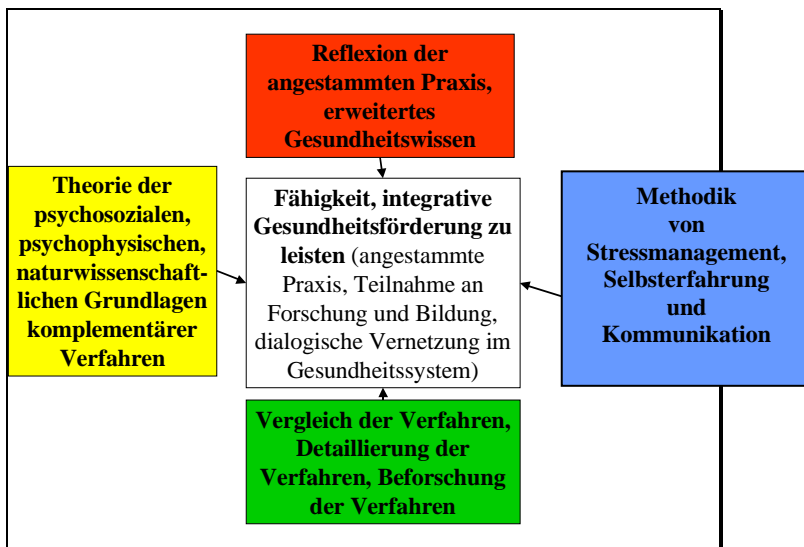 Reflexion der
angestammten Praxis,
erweitertes
Gesundheitswissen
Theorie der
psychosozialen,
psychophysischen,
naturwissenschaft-
lichen Grundlagen
komplementärer
Verfahren
Fähigkeit, integrative
Gesundheitsförderung zu
leisten (angestammte
Praxis, Teilnahme an
Forschung und Bildung,
dialogische Vernetzung im
Gesundheitssystem)
Methodik
von
Stressmanagement,
Selbsterfahrung
und
Kommunikation
Vergleich der Verfahren,
Detaillierung der
Verfahren, Beforschung
der Verfahren